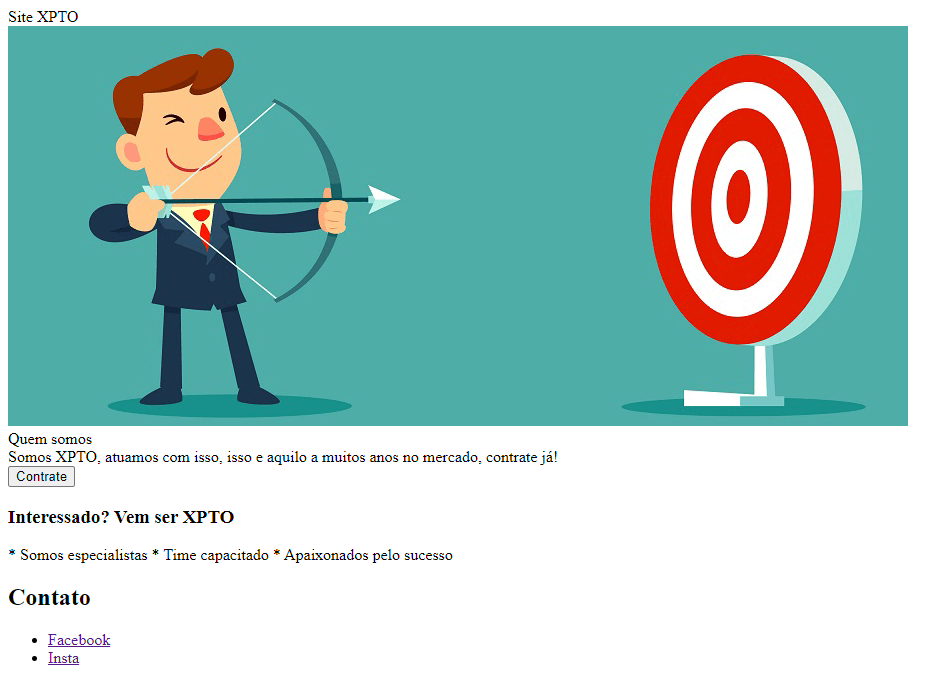 Site XPTO
Quem somos
Somos XPTO, atuamos com isso, isso e aquilo a muitos anos no mercado, contrate já!
Contrate
Interessado? Vem ser XPTO
* Somos especialistas * Time capacitado * Apaixonados pelo sucesso
Contato
Facebook
Insta